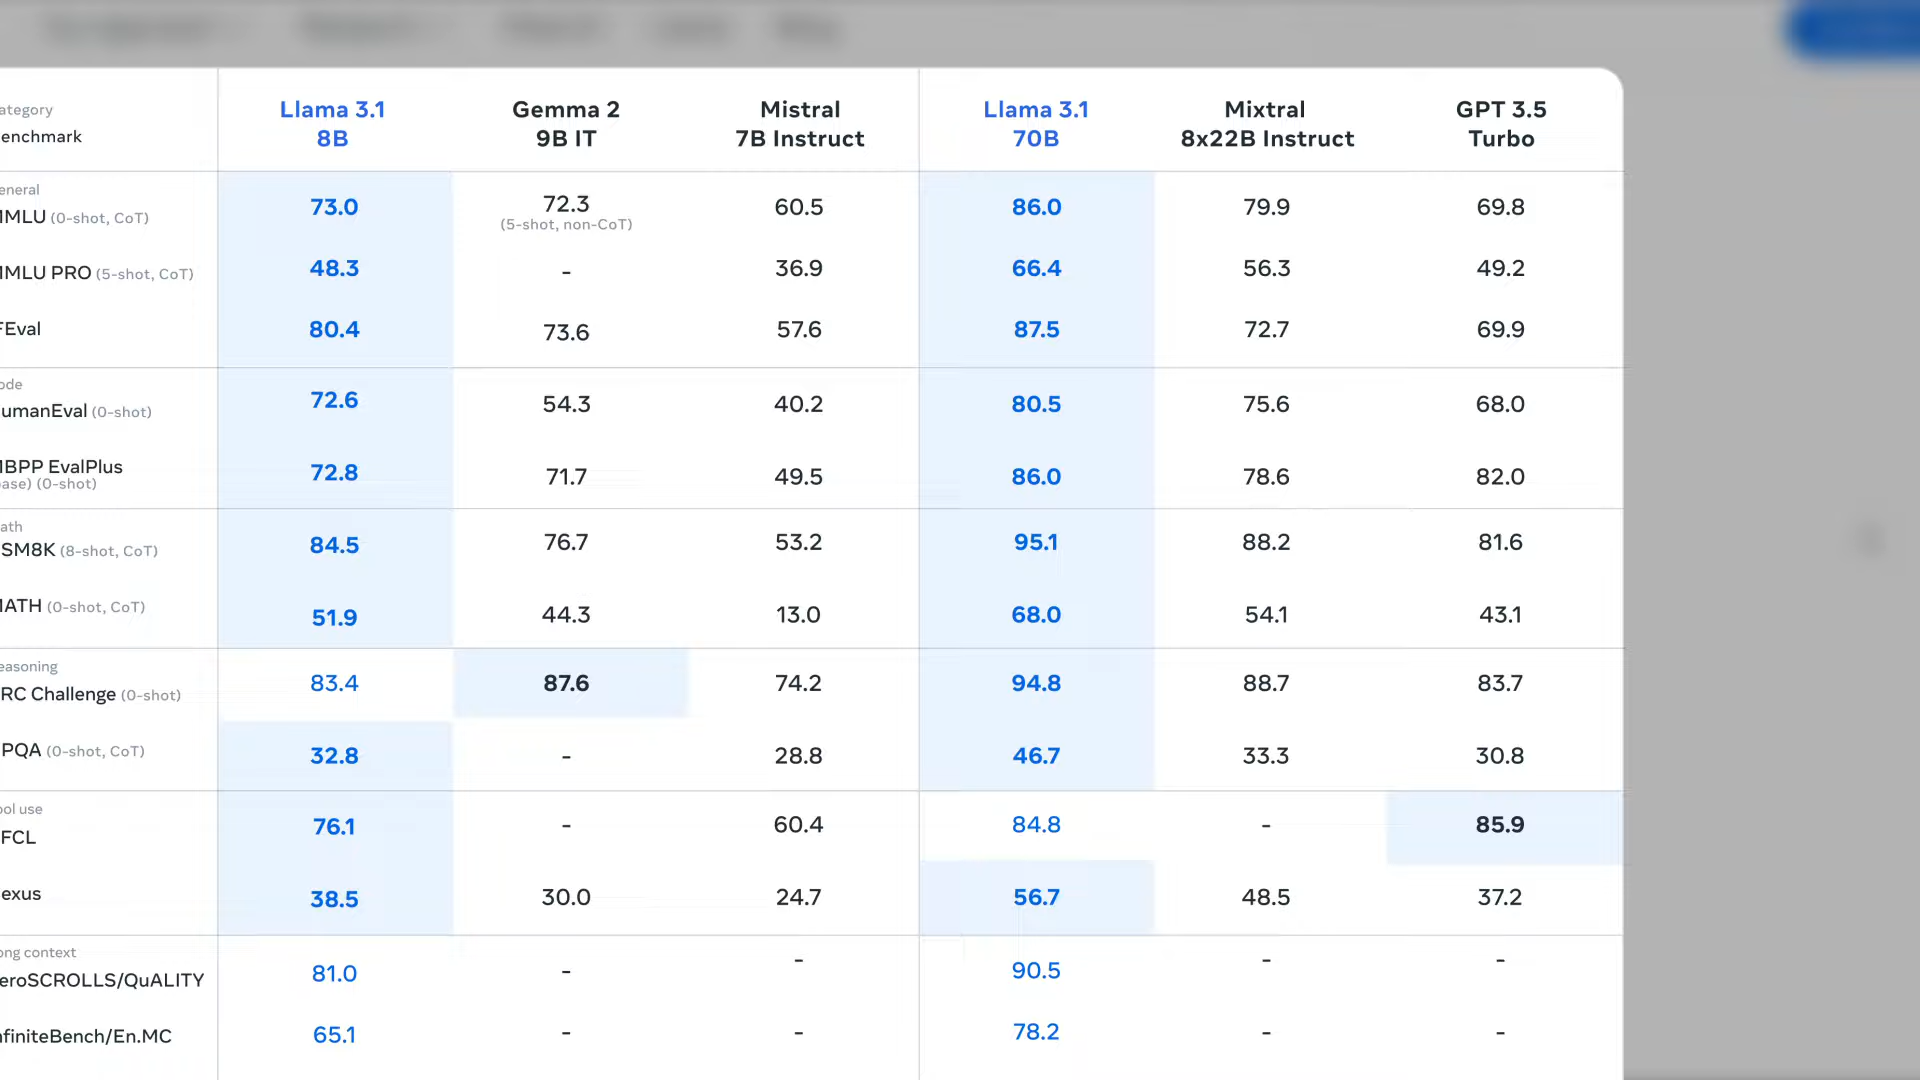 ategory
enchmark
Llama 3.1 8B
Gemma 2 9B IT
Mistral 7B Instruct
Llama 3.1 70B
Mixtral 8x22B Instruct
GPT 3.5 Turbo
eneral
MLU (0-shot, CoT) 73.0 72.3 (5-shot, non-CoT) 60.5 86.0 79.9 69.8
MLU PRO (5-shot, CoT) 48.3 - 36.9 66.4 56.3 49.2
FEval 80.4 73.6 57.6 87.5 72.7 69.9
ode
umanEval (0-shot) 72.6 54.3 40.2 80.5 75.6 68.0
BPP EvalPlus
ase) (0-shot) 72.8 71.7 49.5 86.0 78.6 82.0
ath
SM8K (8-shot, CoT) 84.5 76.7 53.2 95.1 88.2 81.6
ATH (0-shot, CoT) 51.9 44.3 13.0 68.0 54.1 43.1
easoning
RC Challenge (0-shot) 83.4 87.6 74.2 94.8 88.7 83.7
PQA (0-shot, CoT) 32.8 - 28.8 46.7 33.3 30.8
ool use
FCL 76.1 - 60.4 84.8 - 85.9
exus 38.5 30.0 24.7 56.7 48.5 37.2
ong context
eroSCROLLS/QuALITY 81.0 - - 90.5 - -
nfiniteBench/En.MC 65.1 - - 78.2 - -